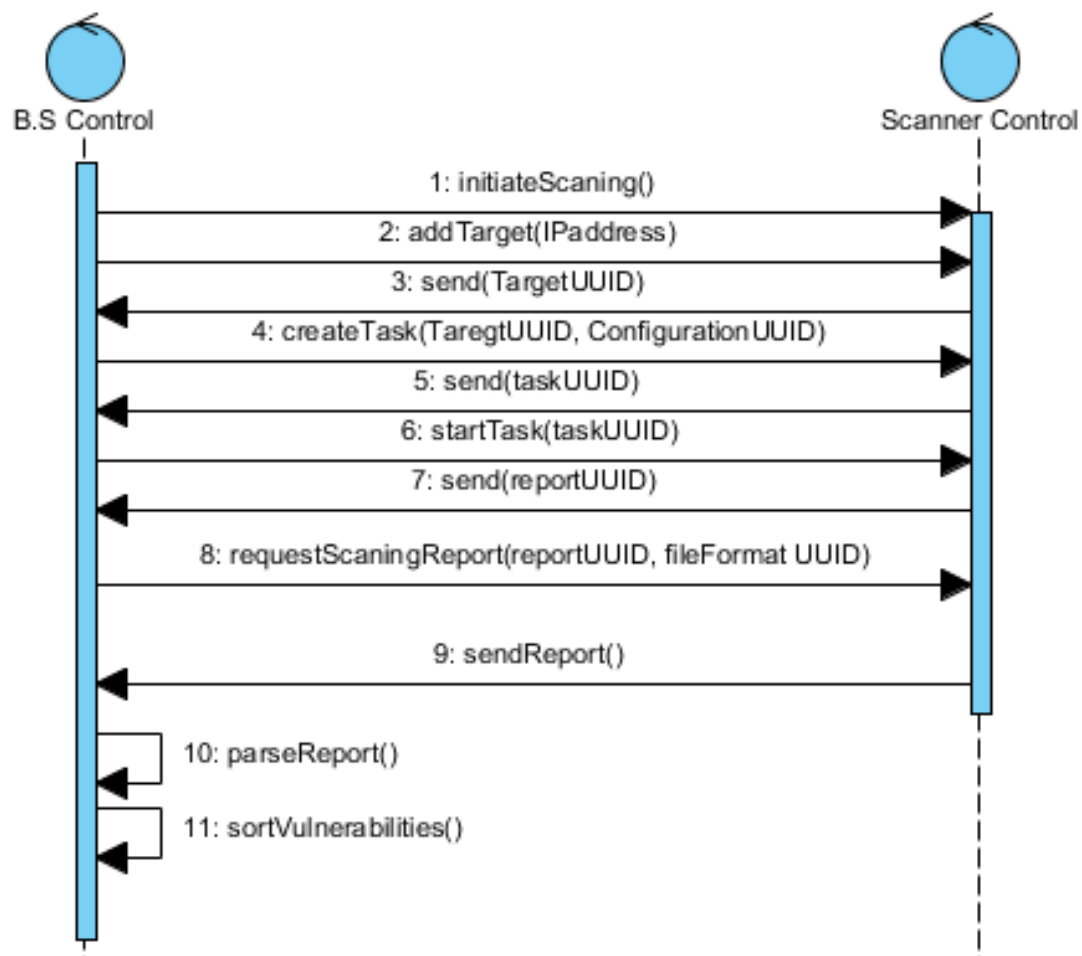 B.S Control
Scanner Control
1: initiateScaning()
2: addTarget(IPaddress)
3: send(TargetUUID)
4: createTask(TaregtUUID, ConfigurationUUID)
5: send(taskUUID)
6: startTask(taskUUID)
7: send(reportUUID)
8: requestScaningReport(reportUUID, fileFormat UUID)
9: sendReport()
10: parseReport()
11: sortVulnerabilities()